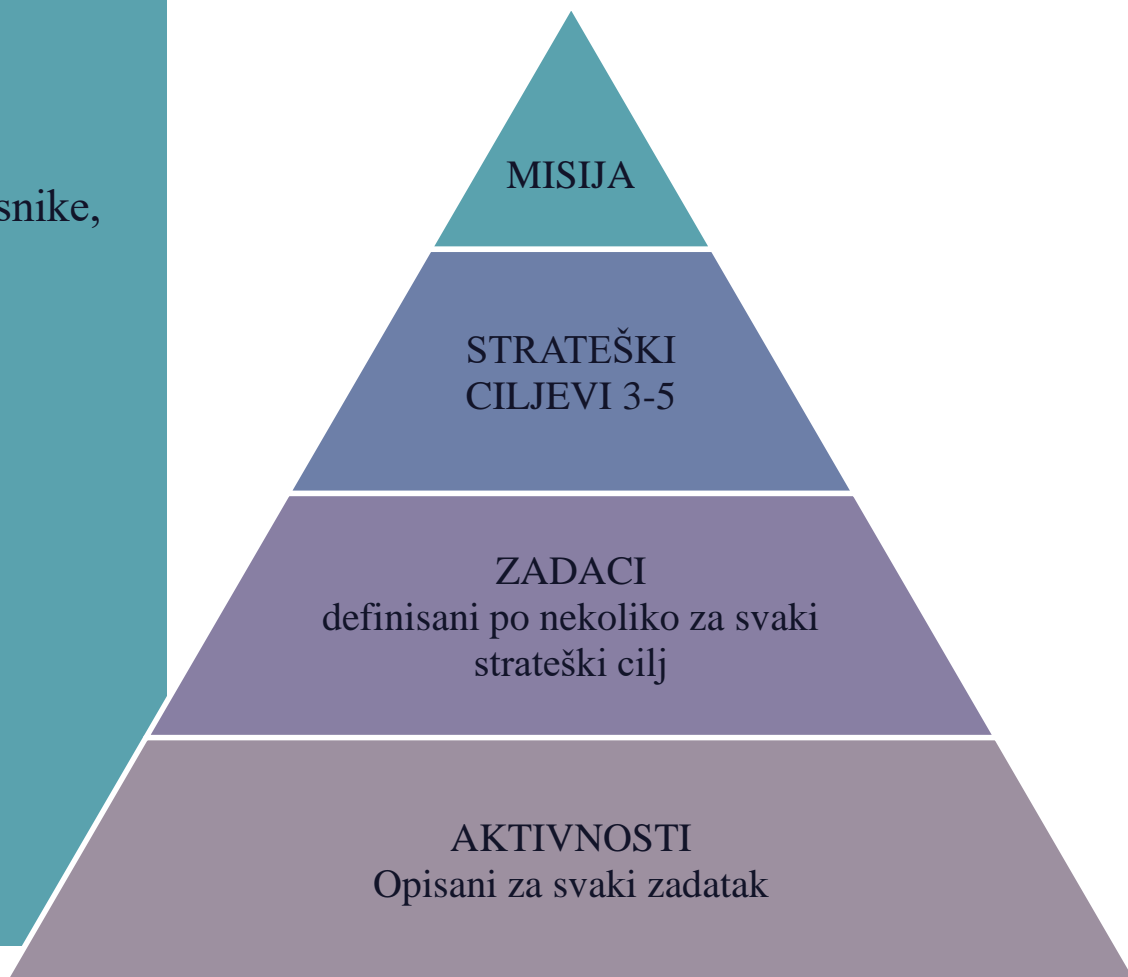 MISIJA
snike,
STRATEŠKI
CILJEVI 3-5
ZADACI
definisani po nekoliko za svaki
strateški cilj
AKTIVNOSTI
Opisani za svaki zadatak